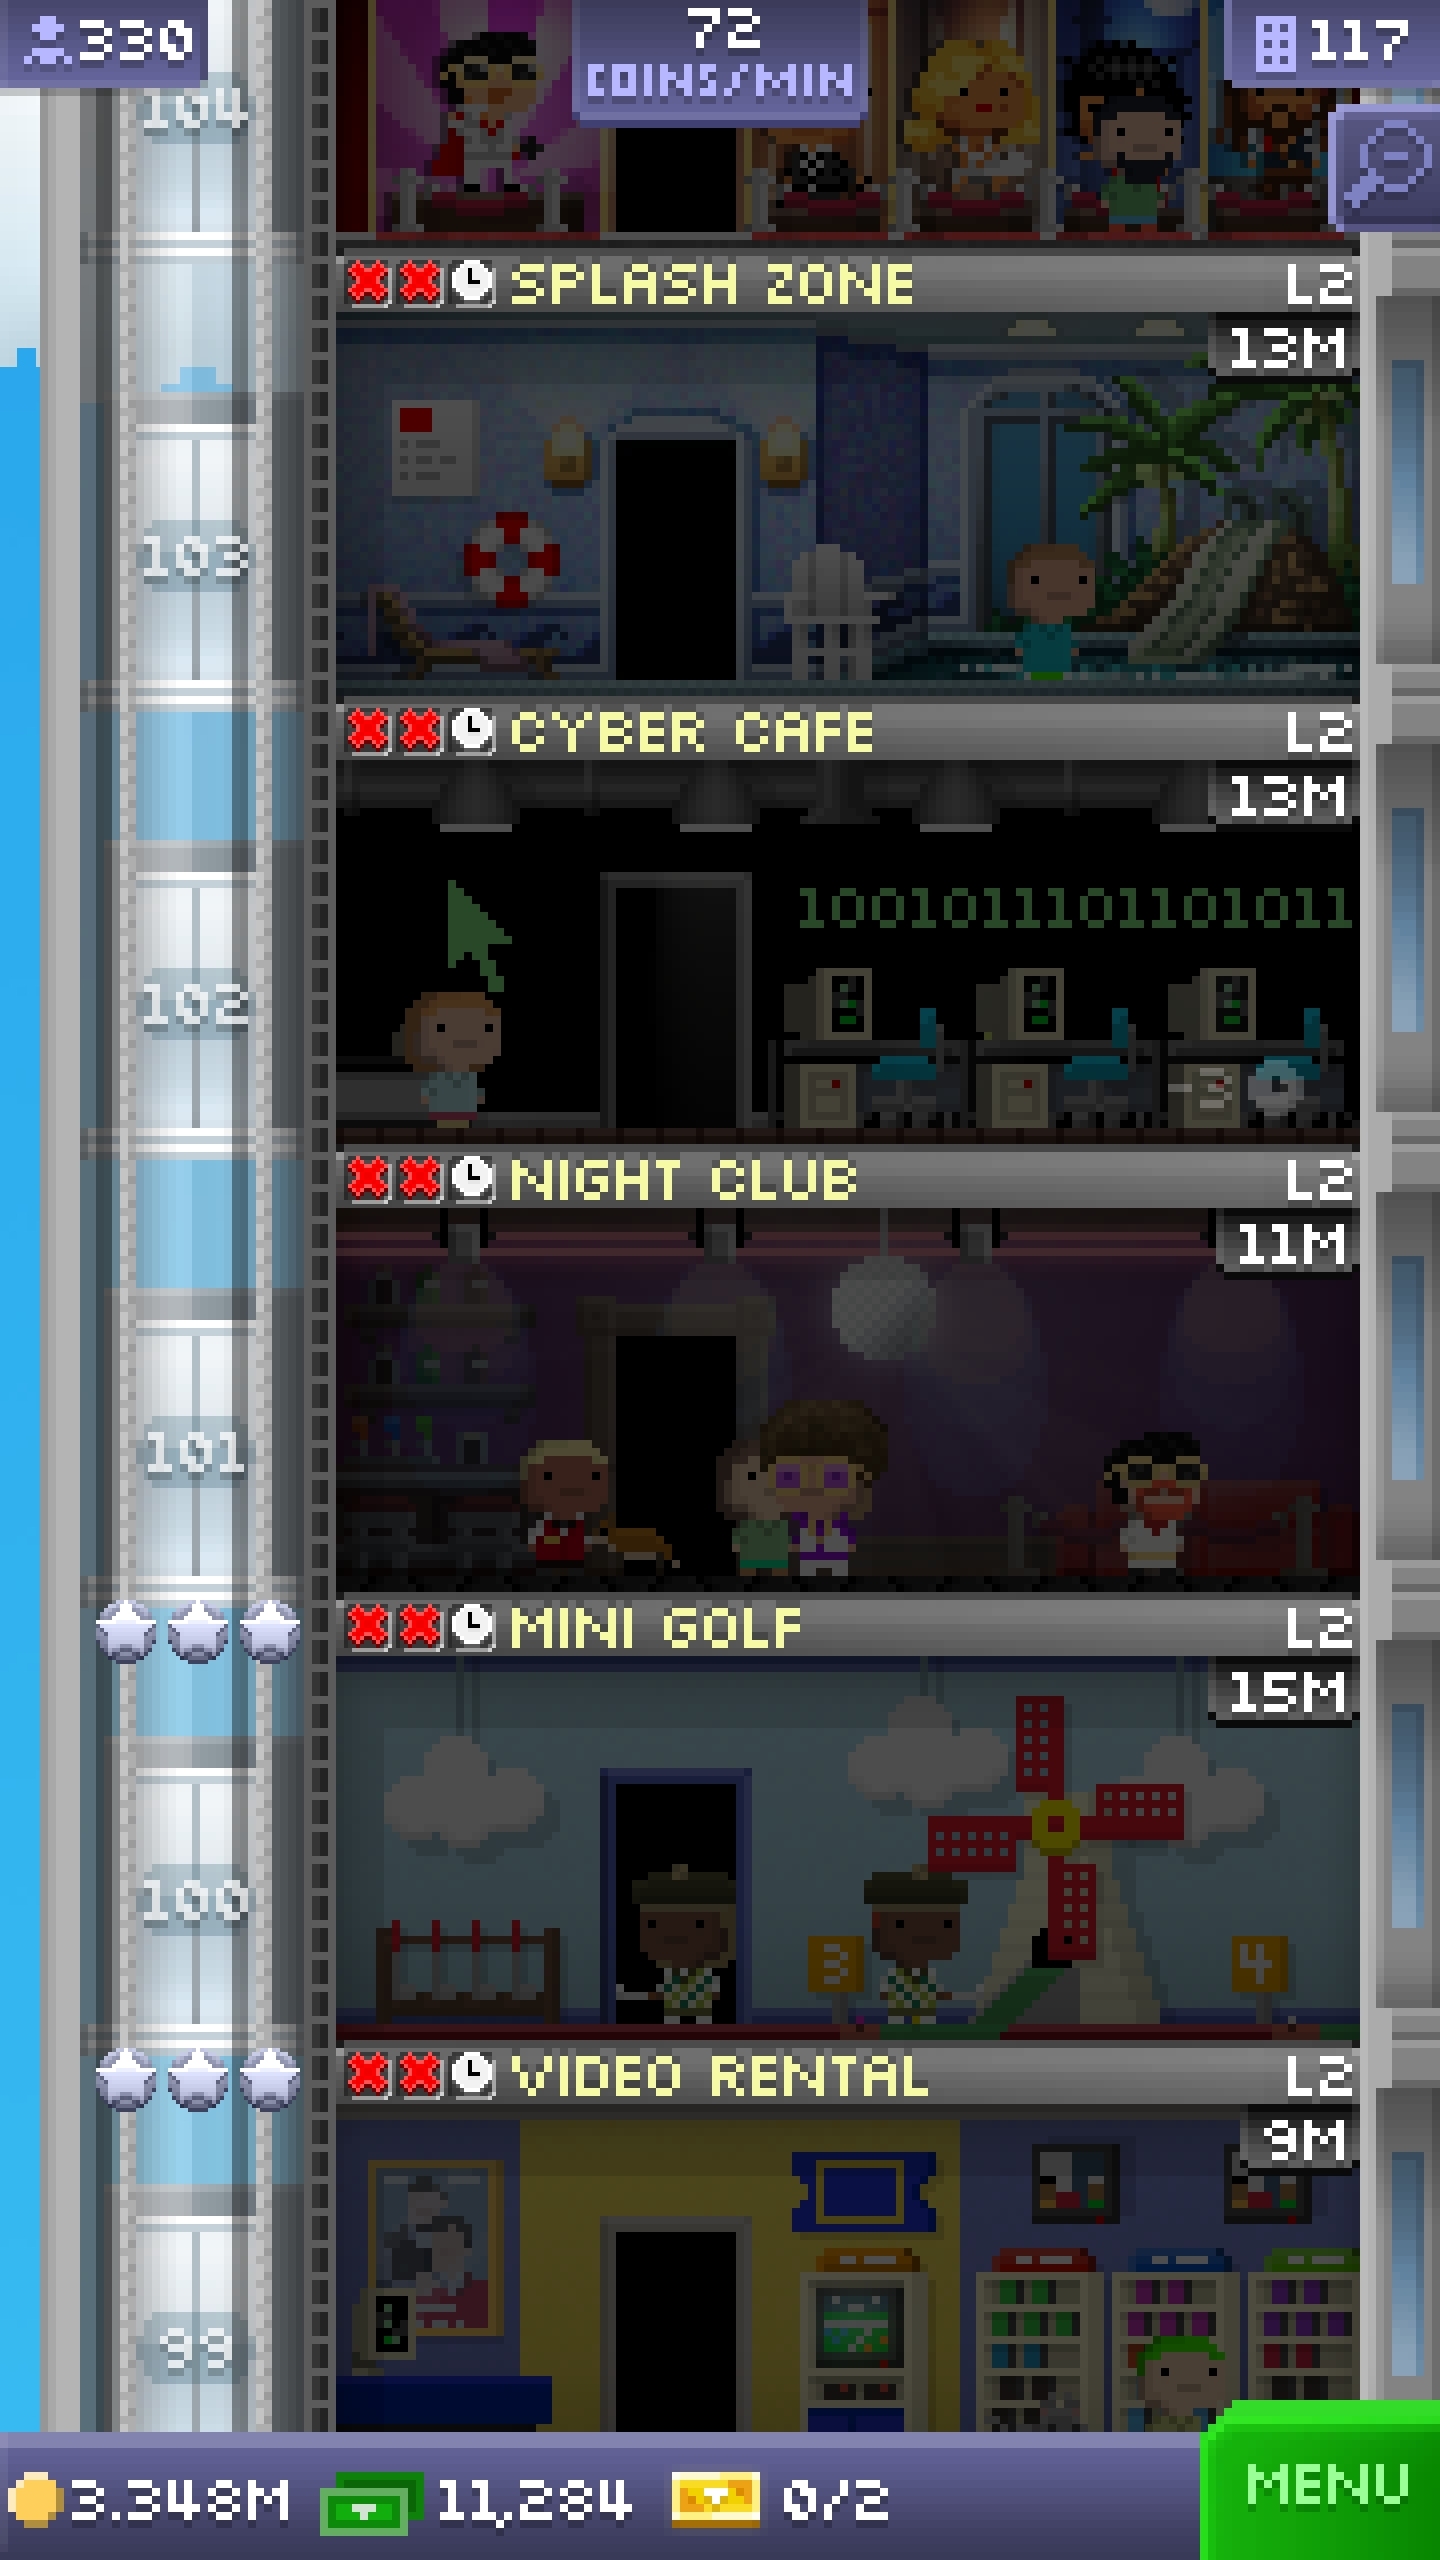 330
72
COINS/MIN
117
104
SPLASH ZONE
L2
13M
103
CYBER CAFE
L2
13M
1001011101101011
102
NIGHT CLUB
L2
11M
101
MINI GOLF
L2
15M
100
3
4
VIDEO RENTAL
L2
9M
99
3.348M
11,284
0/2
MENU